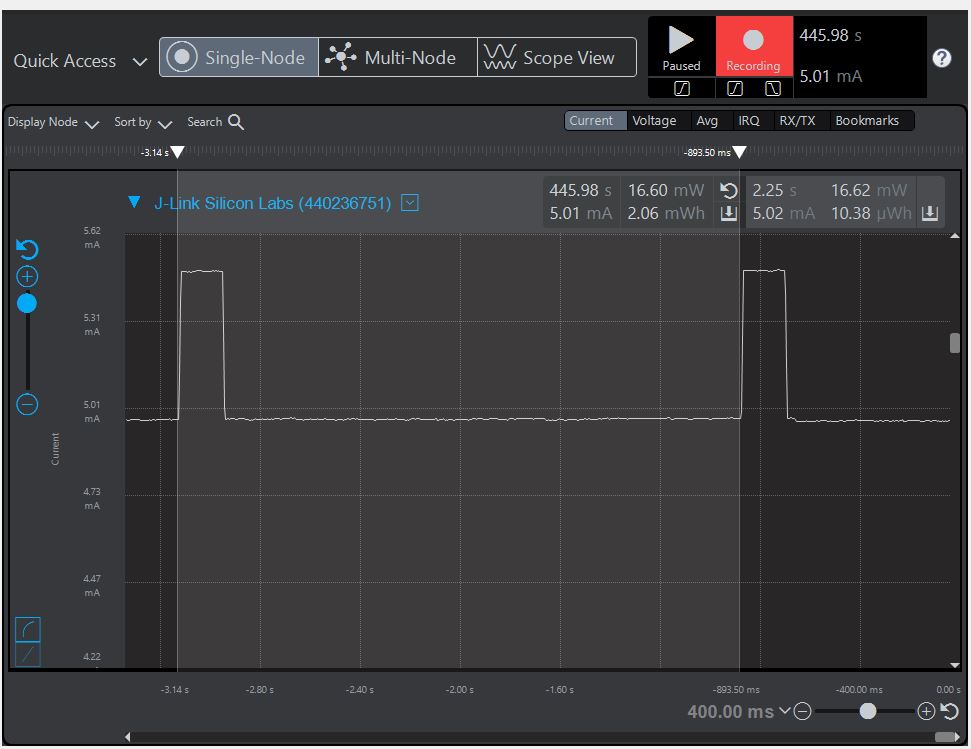 Quick Access Single-Node Multi-Node Scope View Paused Recording 445.98 s 5.01 mA ?
Display Node Sort by Search Current Voltage Avg IRQ RX/TX Bookmarks
-3.14 s -893.50 ms
J-Link Silicon Labs (440236751)
445.98 s 16.60 mW 2.25 s 16.62 mW
5.01 mA 2.06 mWh 5.02 mA 10.38 µWh
5.62
mA
5.31
mA
5.01
mA
Current
4.73
mA
4.47
mA
4.22
-3.14 s -2.80 s -2.40 s -2.00 s -1.60 s -893.50 ms -400.00 ms 0.00 s
400.00 ms